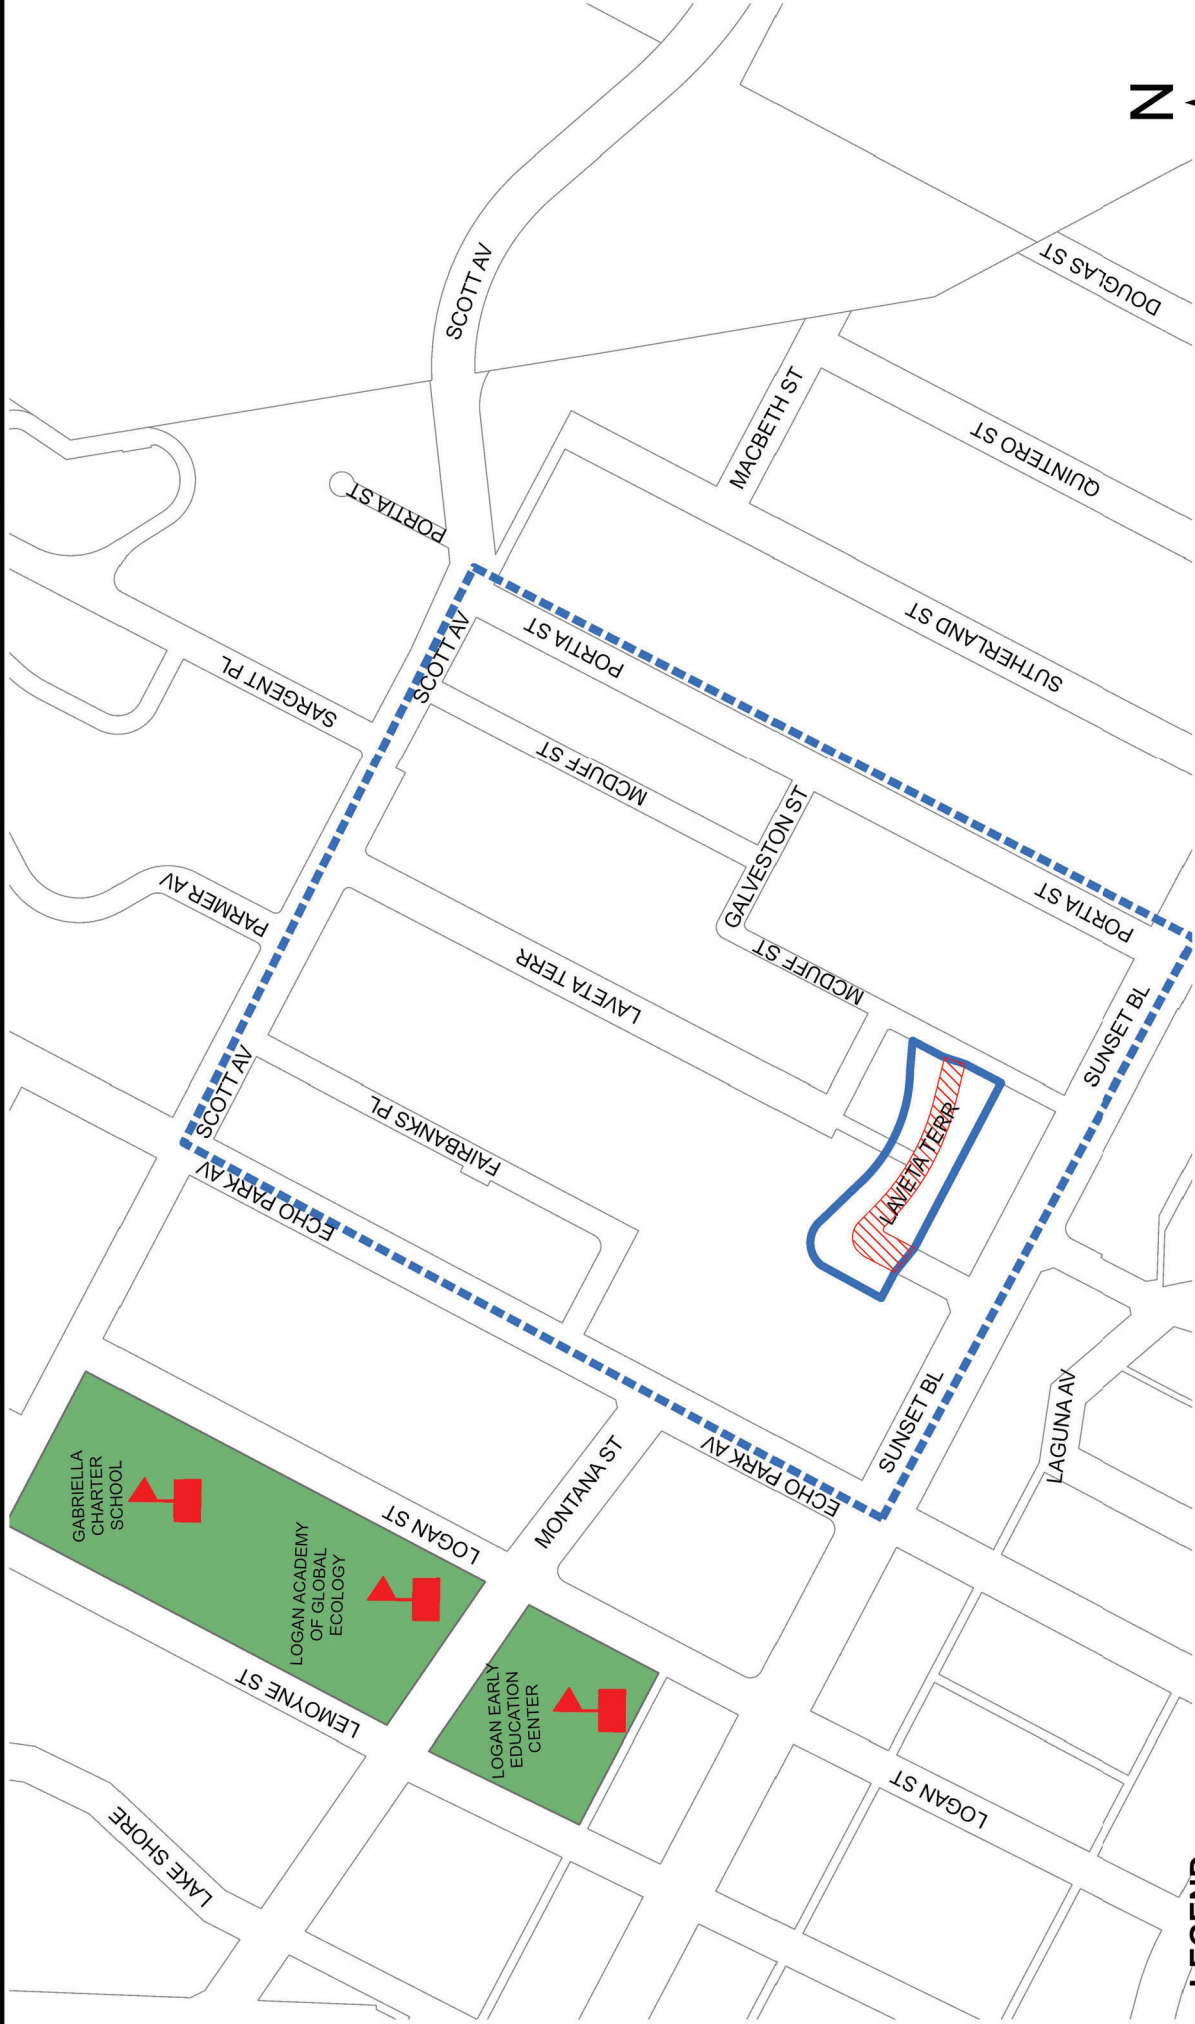 SCOTT AV
N
DOUGLAS ST
MACBETH ST
QUINTERO ST
PORTIA ST
SUTHERLAND ST
SCOTT AV
PORTIA ST
SARGENT PL
MCDUFF ST
GALVESTON ST
PORTIA ST
PARMER AV
LAVETA TERR
MCDUFF ST
SUNSET BL
SCOTT AV
FAIRBANKS PL
LAVETA TERR
ECHO PARK AV
SUNSET BL
LAGUNA AV
ECHO PARK AV
MONTANA ST
GABRIELLA
CHARTER
SCHOOL
LOGAN ST
LOGAN ACADEMY
OF GLOBAL
ECOLOGY
LEMOYNE ST
LOGAN EARLY
EDUCATION
CENTER
LOGAN ST
LAKE SHORE
LEGEND